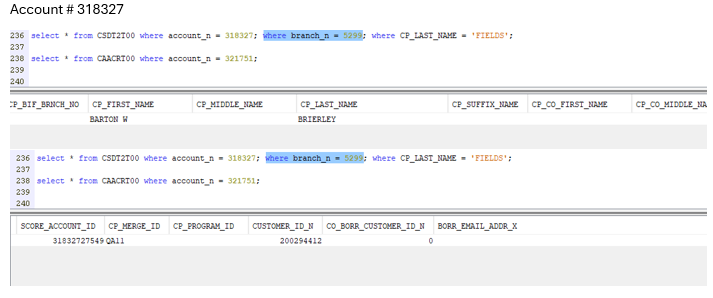 Account # 318327
236 select * from CSDT2T00 where account_n = 318327; where branch_n = 5299; where CP_LAST_NAME = 'FIELDS';
237
238 select * from CAACRT00 where account_n = 321751;
239
240
CP_BIF_BRNCH_NO CP_FIRST_NAME CP_MIDDLE_NAME CP_LAST_NAME CP_SUFFIX_NAME CP_CO_FIRST_NAME CP_CO_MIDDLE_NA
BARTON W BRIERLEY
236 select * from CSDT2T00 where account_n = 318327; where branch_n = 5299; where CP_LAST_NAME = 'FIELDS';
237
238 select * from CAACRT00 where account_n = 321751;
239
240
SCORE_ACCOUNT_ID CP_MERGE_ID CP_PROGRAM_ID CUSTOMER_ID_N CO_BORR_CUSTOMER_ID_N BORR_EMAIL_ADDR_X
31832727549 QA11 200294412 0